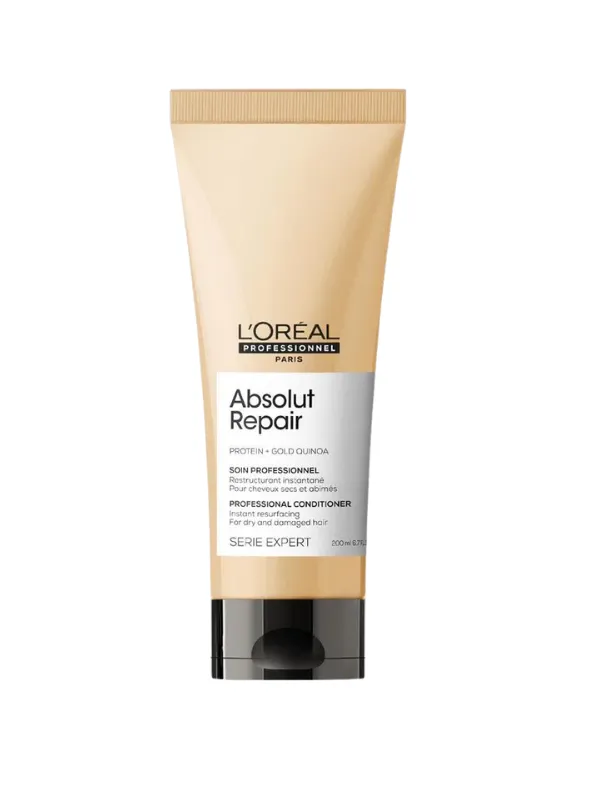 L'ORÉAL
PROFESSIONNEL
PARIS
Absolut
Repair
PROTEIN + GOLD QUINOA
SOIN PROFESSIONNEL
Restructurant instantané
Pour cheveux secs et abîmés
PROFESSIONAL CONDITIONER
Instant resurfacing
For dry and damaged hair
SERIE EXPERT 200 ml